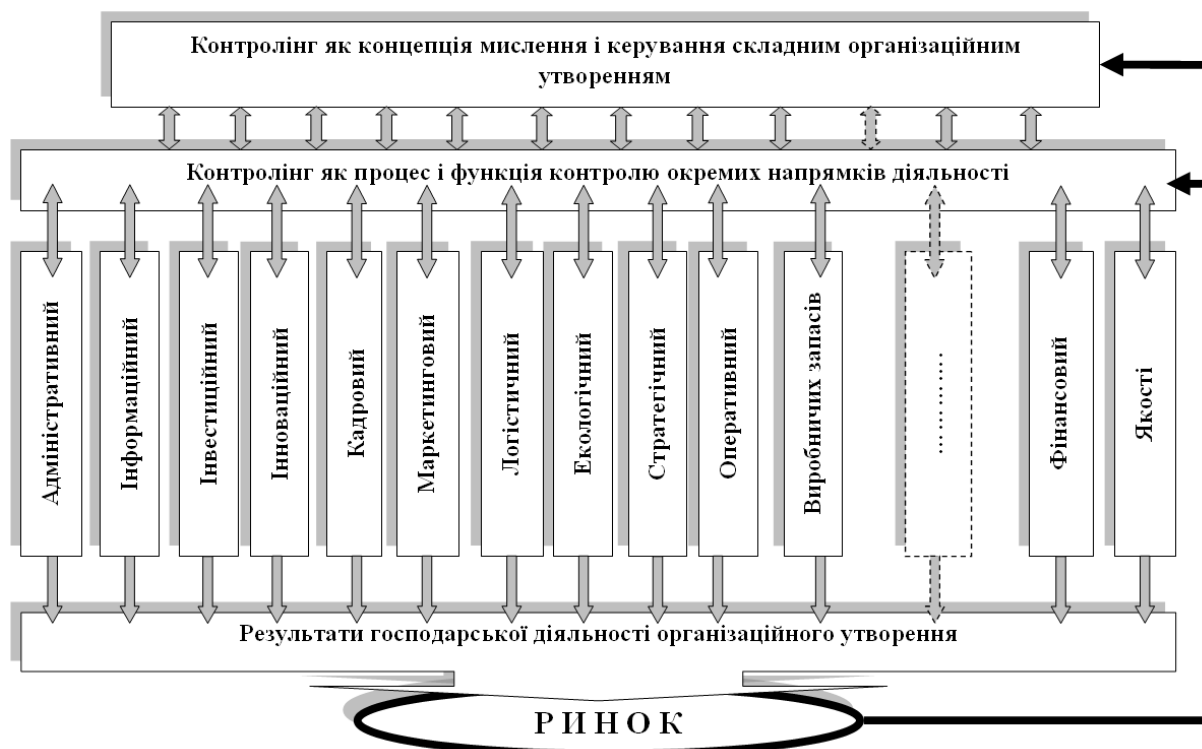 Контролінг як концепція мислення і керування складним організаційним
утворенням
Контролінг як процес і функція контролю окремих напрямків діяльності
Адміністративний
Інформаційний
Інвестиційний
Інноваційний
Кадровий
Маркетинговий
Логістичний
Екологічний
Стратегічний
Оперативний
Виробничих запасів
…………
Фінансовий
Якості
Результати господарської діяльності організаційного утворення
Р И Н О К